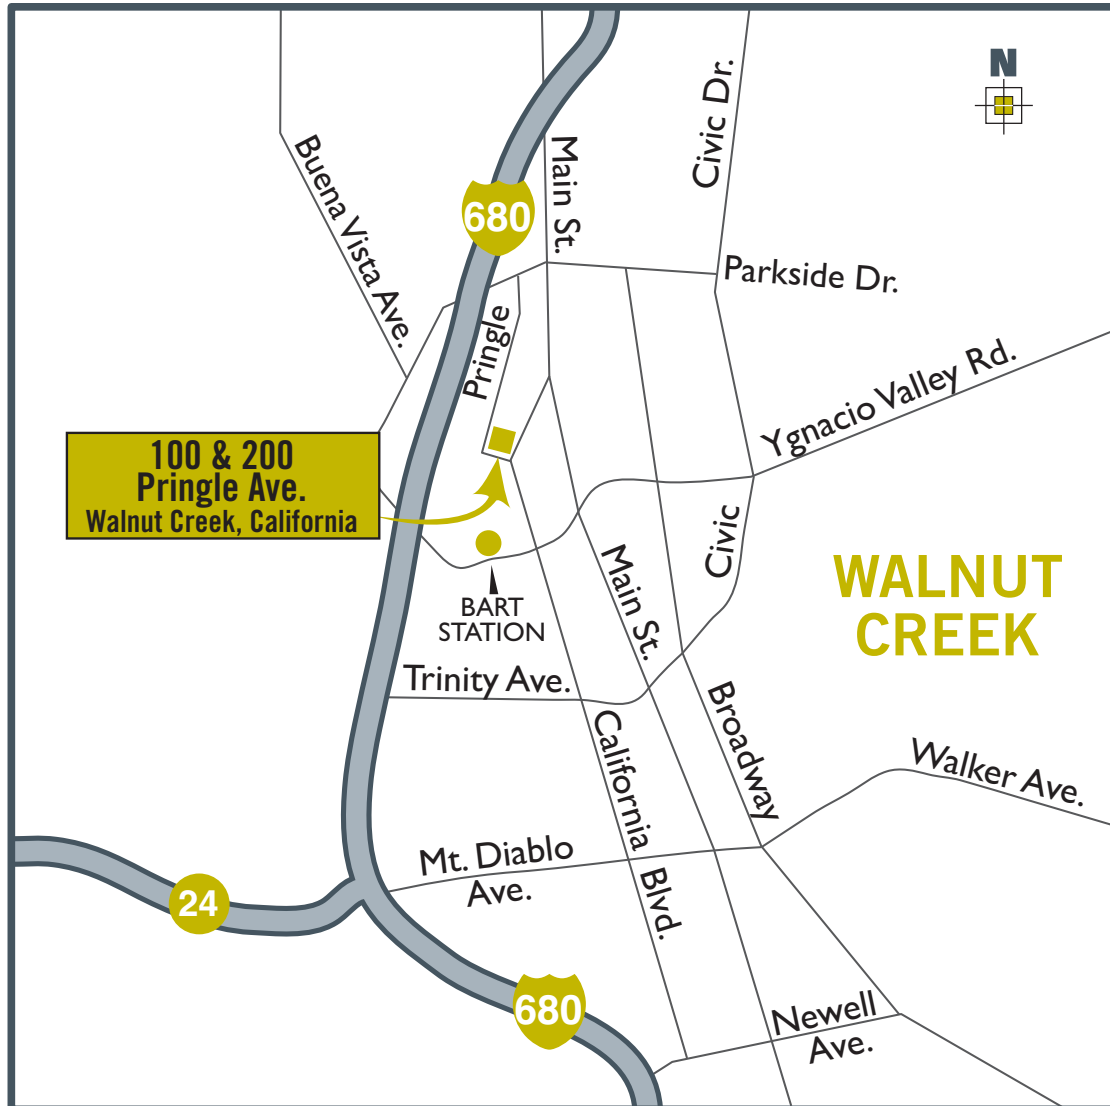 N
Civic Dr.
Main St.
Buena Vista Ave.
680
Parkside Dr.
Pringle
Ygnacio Valley Rd.
100 & 200
Pringle Ave.
Walnut Creek, California
Civic
Main St.
WALNUT
CREEK
BART
STATION
Trinity Ave.
Broadway
California
Blvd.
Walker Ave.
Mt. Diablo
Ave.
24
680
Newell
Ave.